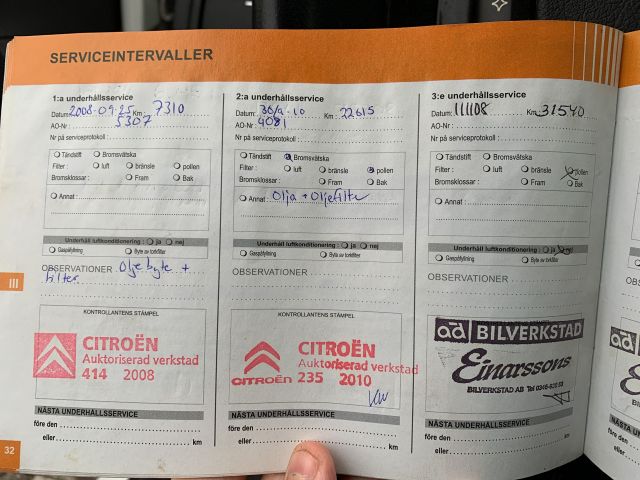 SERVICEINTERVALLER
1:a underhållsservice
Datum: 2008-09-25 Km 7310
AO-Nr: 5307
Nr på serviceprotokoll:
Tändstift Bromsvätska
Filter: luft bränsle pollen
Bromsklossar: Fram Bak
Annat:
Underhåll luftkonditionering: ja nej
Gaspåfyllning Byte av torkfilter
OBSERVATIONER Oljebyte +
filter
KONTROLLANTENS STÄMPEL
CITROËN
Auktoriserad verkstad
414 2008
NÄSTA UNDERHÅLLSSERVICE
före den
eller km
32
III
2:a underhållsservice
Datum: 30/9-10 Km: 22615
AO-Nr: 4081
Nr på serviceprotokoll:
Tändstift Bromsvätska
Filter: luft bränsle pollen
Bromsklossar: Fram Bak
Annat: Olja + Oljefilter
Underhåll luftkonditionering: ja nej
Gaspåfyllning Byte av torkfilter
OBSERVATIONER
KONTROLLANTENS STÄMPEL
CITROËN
Auktoriserad verkstad
CITROËN 235 2010
NÄSTA UNDERHÅLLSSERVICE
före den
eller km
3:e underhållsservice
Datum: 111108 Km: 31540
AO-Nr:
Nr på serviceprotokoll:
Tändstift Bromsvätska
Filter: luft bränsle pollen
Bromsklossar: Fram Bak
Annat:
Underhåll luftkonditionering: ja
Gaspåfyllning Byte av torkfilter
OBSERVATIONER
ad BILVERKSTAD
Einarssons
BILVERKSTAD AB Tel
NÄSTA UNDERHÅLLSSERVICE
före den
eller km